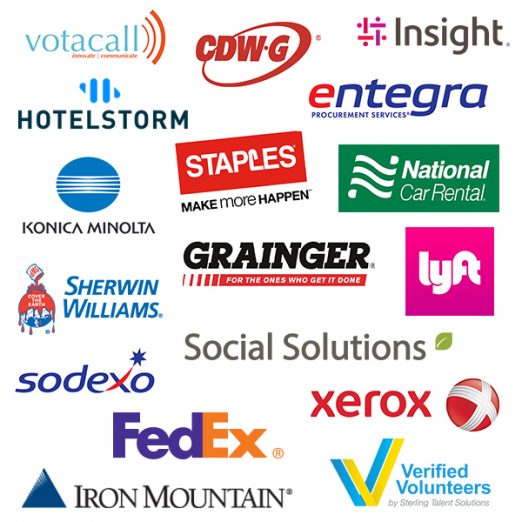 votacall
innovate | communicate
CDW·G
Insight®
HOTELSTORM
entegra
PROCUREMENT SERVICES®
STAPLES
MAKE more HAPPEN™
National
Car Rental®
KONICA MINOLTA
GRAINGER®
FOR THE ONES WHO GET IT DONE
lyft
SHERWIN
WILLIAMS®
COVER
THE
EARTH
Social Solutions
sodexo
xerox
FedEx®
Verified
Volunteers
by Sterling Talent Solutions
IRON MOUNTAIN®